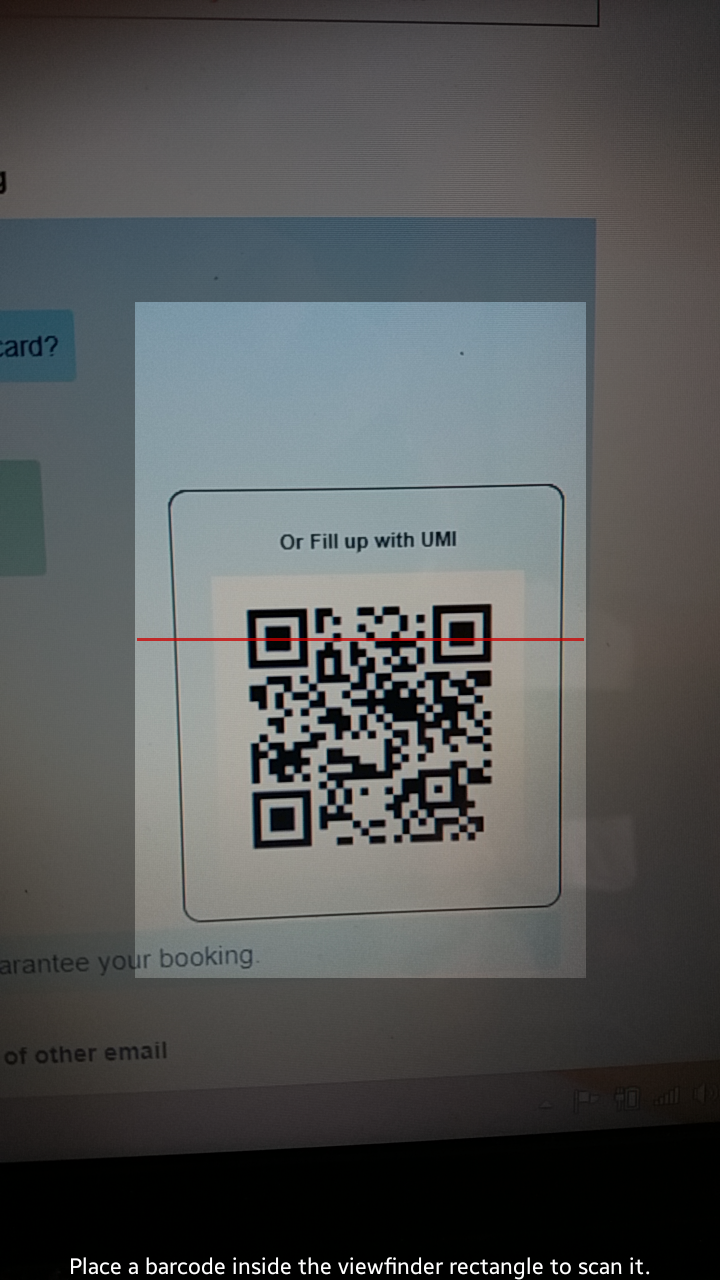 card?
Or Fill up with UMI
arantee your booking.
of other email
Place a barcode inside the viewfinder rectangle to scan it.